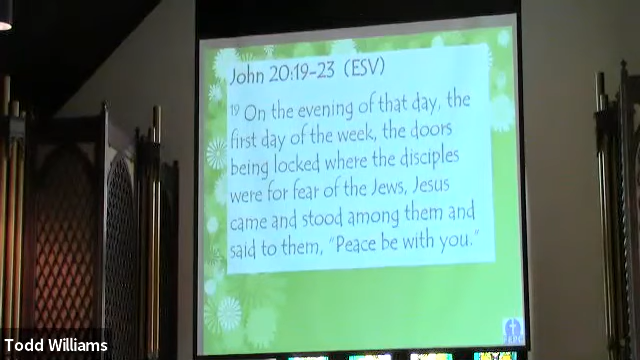 John 20:19-23 (ESV)
19 On the evening of that day, the
first day of the week, the doors
being locked where the disciples
were for fear of the Jews, Jesus
came and stood among them and
said to them, “Peace be with you.”
Todd Williams